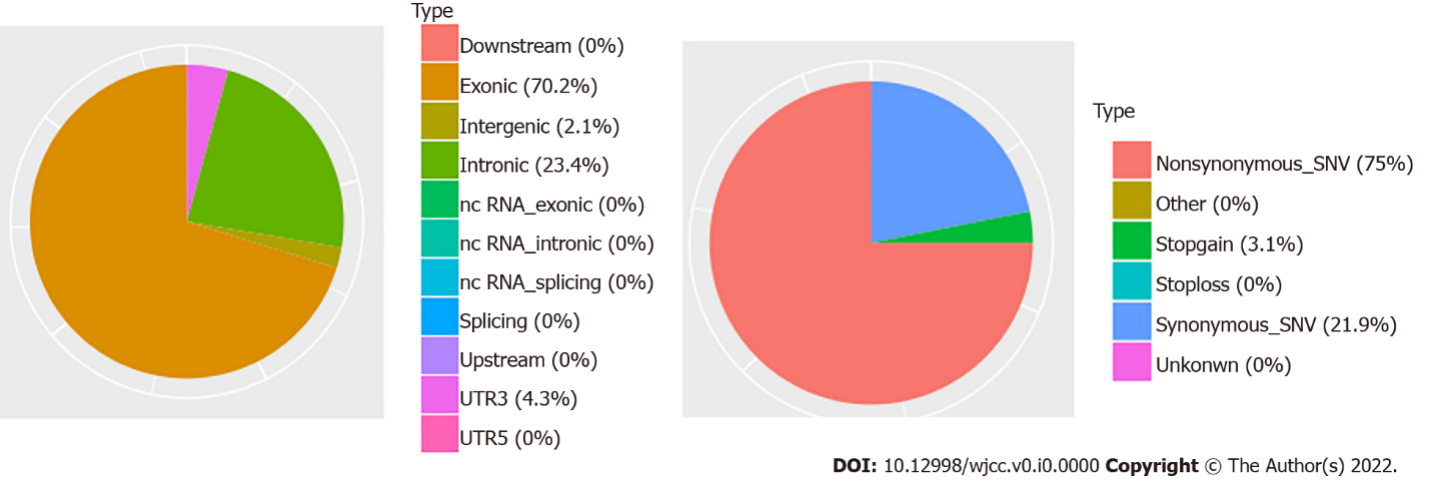 Type
Downstream (0%)
Exonic (70.2%)
Intergenic (2.1%)
Intronic (23.4%)
nc RNA_exonic (0%)
nc RNA_intronic (0%)
nc RNA_splicing (0%)
Splicing (0%)
Upstream (0%)
UTR3 (4.3%)
UTR5 (0%)
Type
Nonsynonymous_SNV (75%)
Other (0%)
Stopgain (3.1%)
Stoploss (0%)
Synonymous_SNV (21.9%)
Unkonwn (0%)
DOI: 10.12998/wjcc.v0.i0.0000 Copyright © The Author(s) 2022.